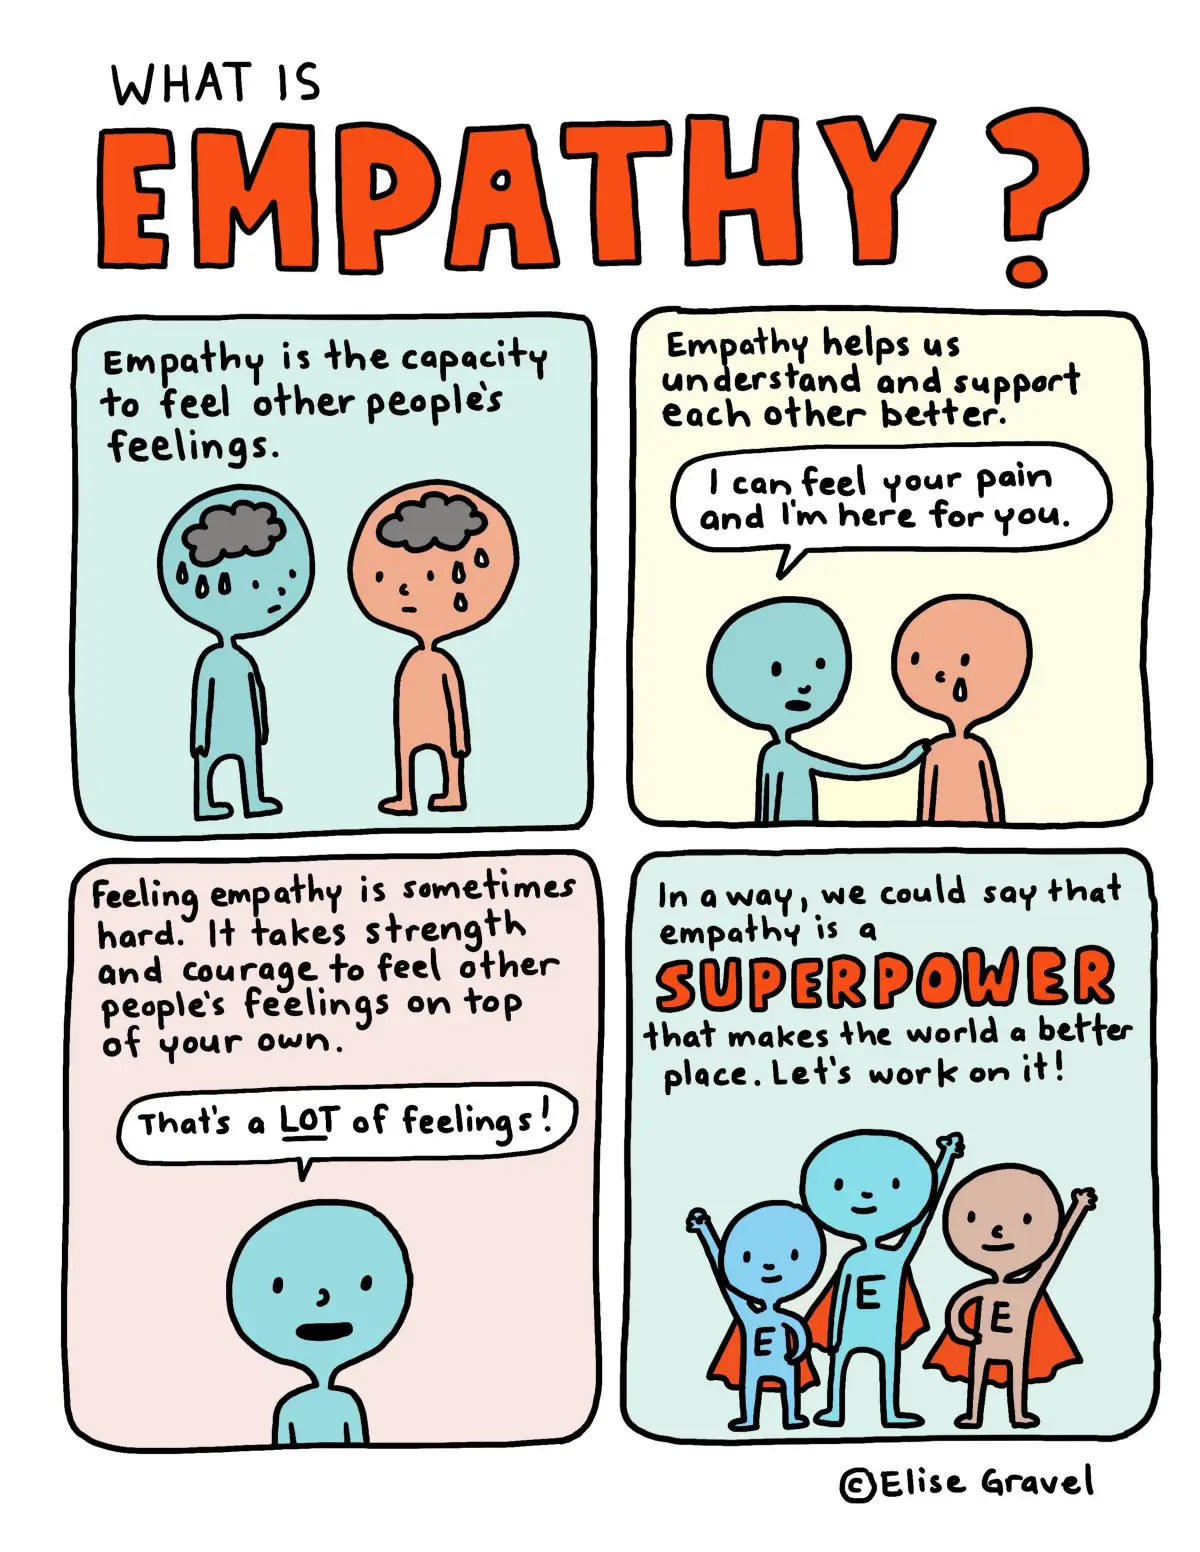 WHAT IS
EMPATHY?
Empathy is the capacity
to feel other people's
feelings.
Empathy helps us
understand and support
each other better.
I can feel your pain
and I'm here for you.
Feeling empathy is sometimes
hard. It takes strength
and courage to feel other
people's feelings on top
of your own.
That's a LOT of feelings!
In a way, we could say that
empathy is a
SUPERPOWER
that makes the world a better
place. Let's work on it!
E
E
E
©Elise Gravel